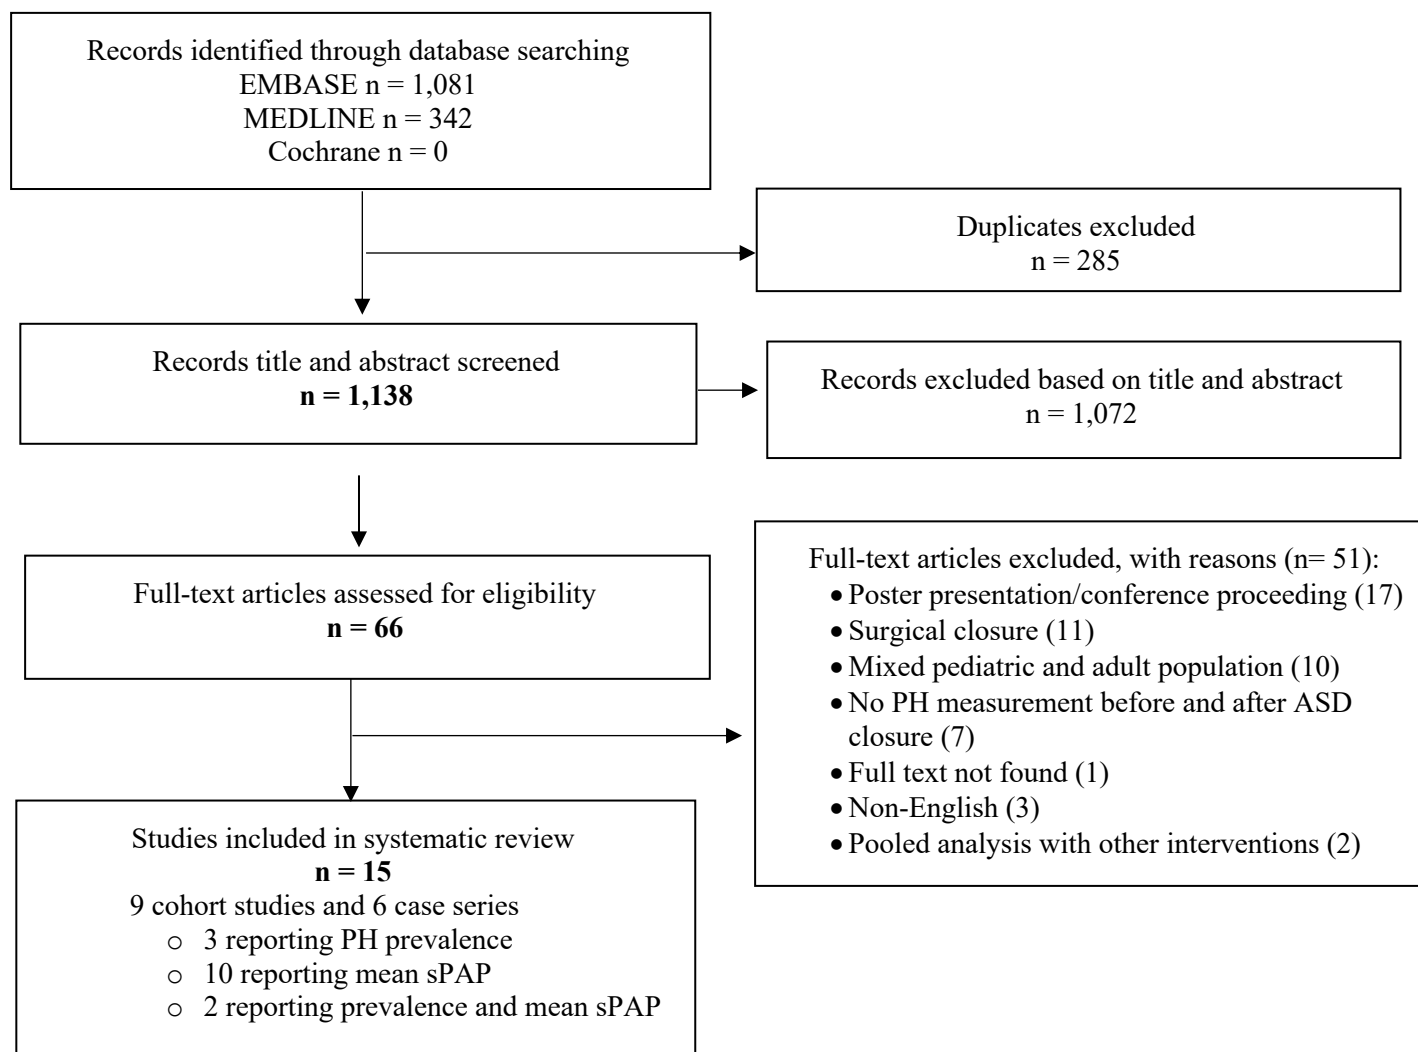 Records identified through database searching
EMBASE n = 1,081
MEDLINE n = 342
Cochrane n = 0
Duplicates excluded
n = 285
Records title and abstract screened
n = 1,138
Records excluded based on title and abstract
n = 1,072
Full-text articles assessed for eligibility
n = 66
Full-text articles excluded, with reasons (n= 51):
• Poster presentation/conference proceeding (17)
• Surgical closure (11)
• Mixed pediatric and adult population (10)
• No PH measurement before and after ASD
closure (7)
• Full text not found (1)
• Non-English (3)
• Pooled analysis with other interventions (2)
Studies included in systematic review
n = 15
9 cohort studies and 6 case series
o 3 reporting PH prevalence
o 10 reporting mean sPAP
o 2 reporting prevalence and mean sPAP